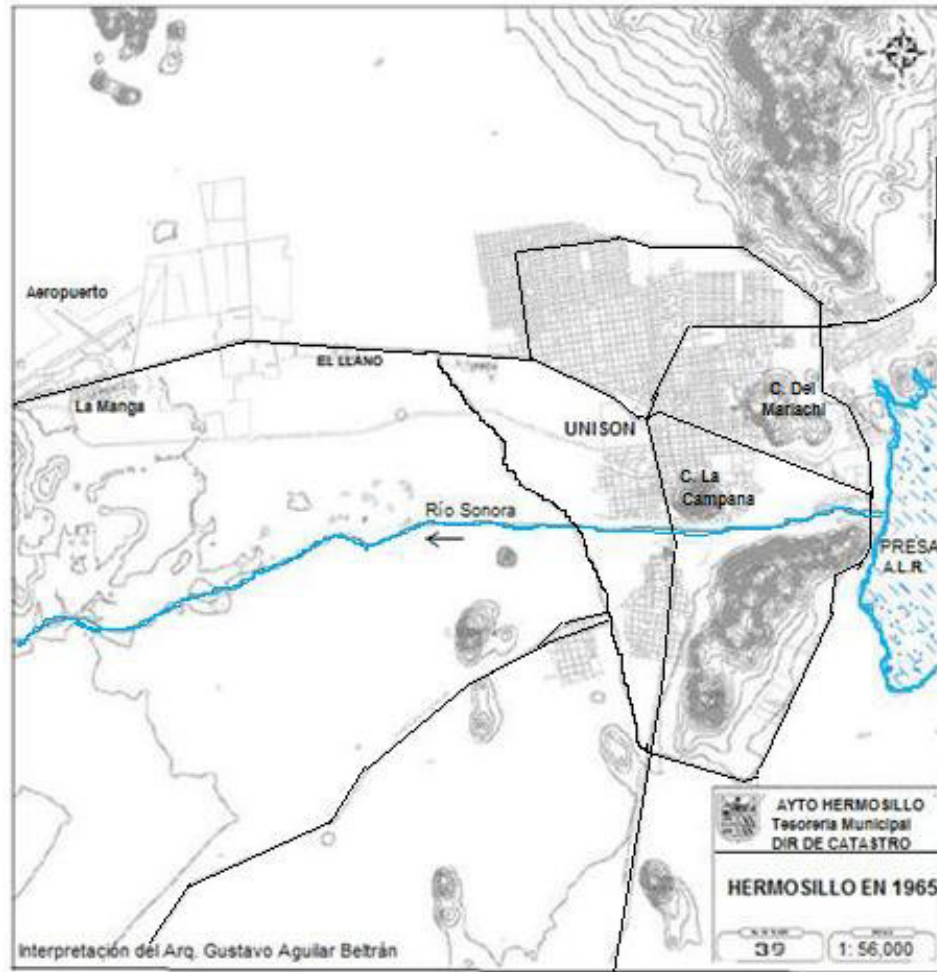 Aeropuerto
EL LLANO
La Manga
C. Del
Mariachi
UNISON
C. La
Campana
Río Sonora
PRESA
A.L.R.
AYTO HERMOSILLO
Tesoreria Municipal
DIR DE CATASTRO
HERMOSILLO EN 1965
39
1: 56,000
Interpretación del Arq. Gustavo Aguilar Beltrán